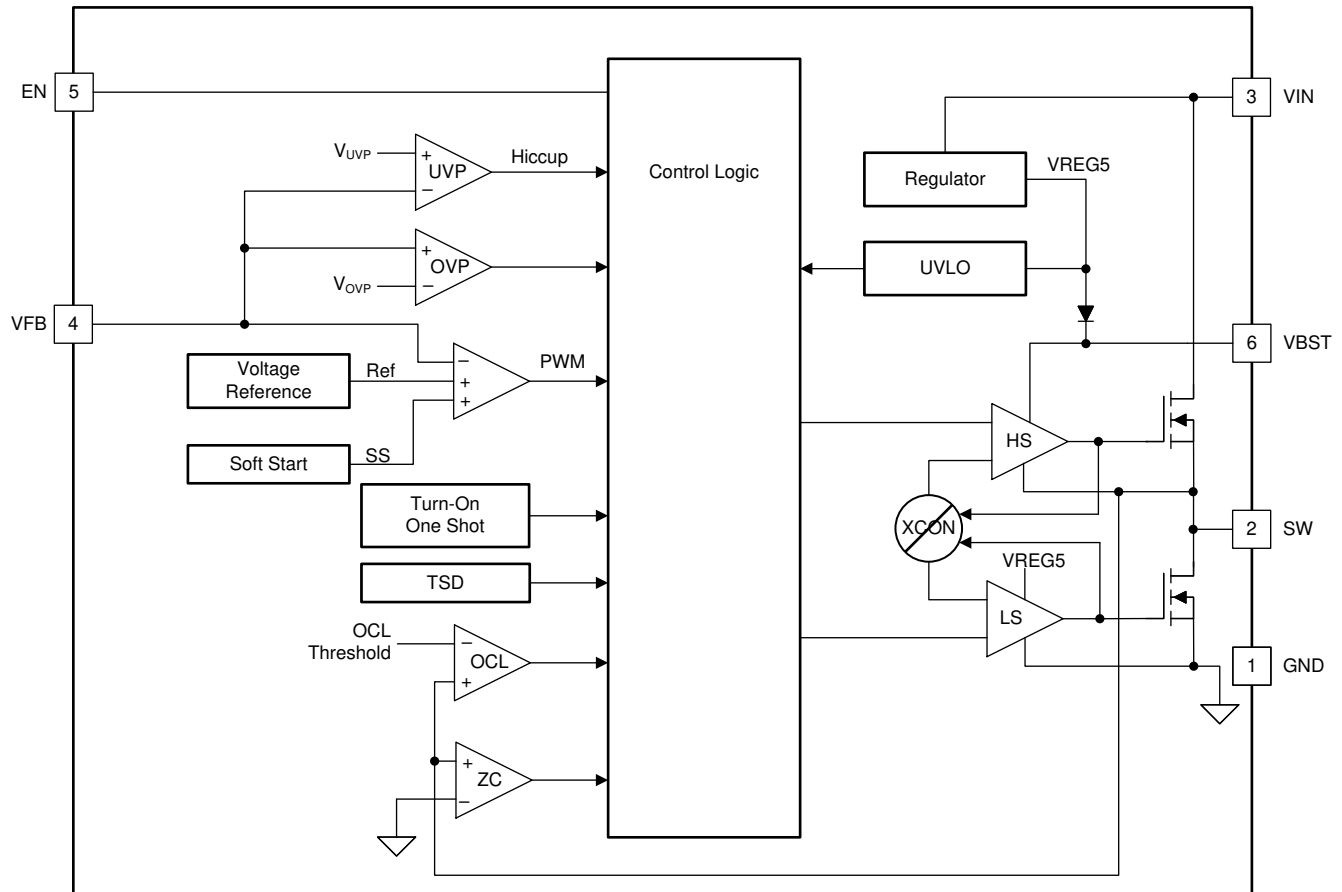 EN
5
3
VIN
V_UVP
+
UVP
−
Hiccup
Control Logic
Regulator
VREG5
+
OVP
V_OVP
−
UVLO
VFB
4
6
VBST
Voltage
Reference
Ref
−
+
+
PWM
Soft Start
SS
HS
Turn-On
One Shot
XCON
2
SW
TSD
VREG5
LS
OCL
Threshold
−
OCL
+
1
GND
+
ZC
−